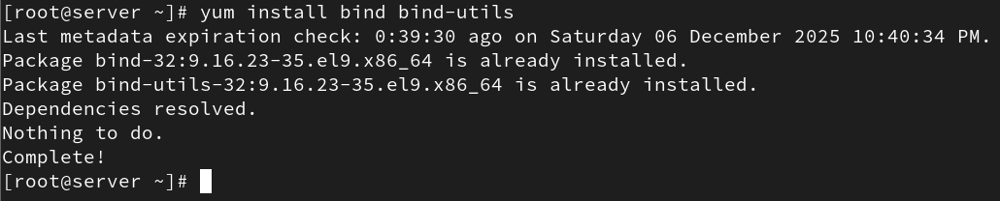 [root@server ~]# yum install bind bind-utils
Last metadata expiration check: 0:39:30 ago on Saturday 06 December 2025 10:40:34 PM.
Package bind-32:9.16.23-35.el9.x86_64 is already installed.
Package bind-utils-32:9.16.23-35.el9.x86_64 is already installed.
Dependencies resolved.
Nothing to do.
Complete!
[root@server ~]#